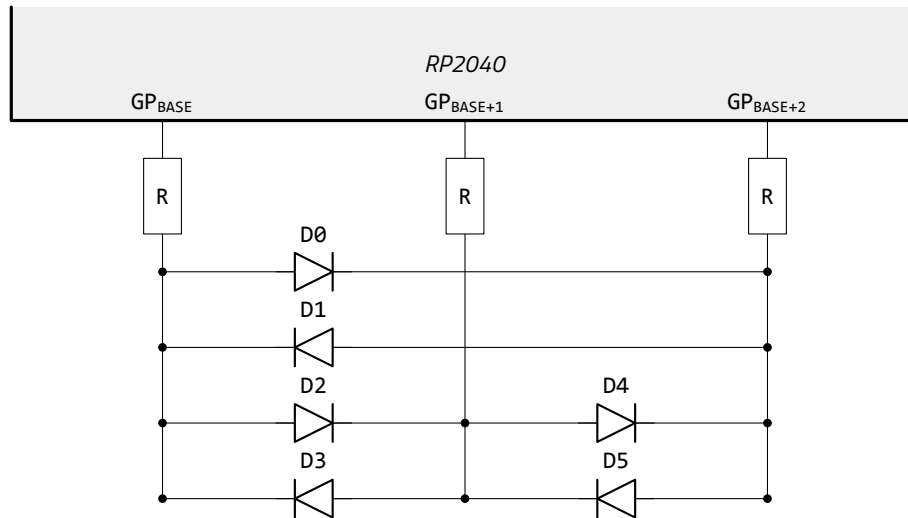 RP2040
GPBASE GPBASE+1 GPBASE+2
R R R
D0
D1
D2 D4
D3 D5